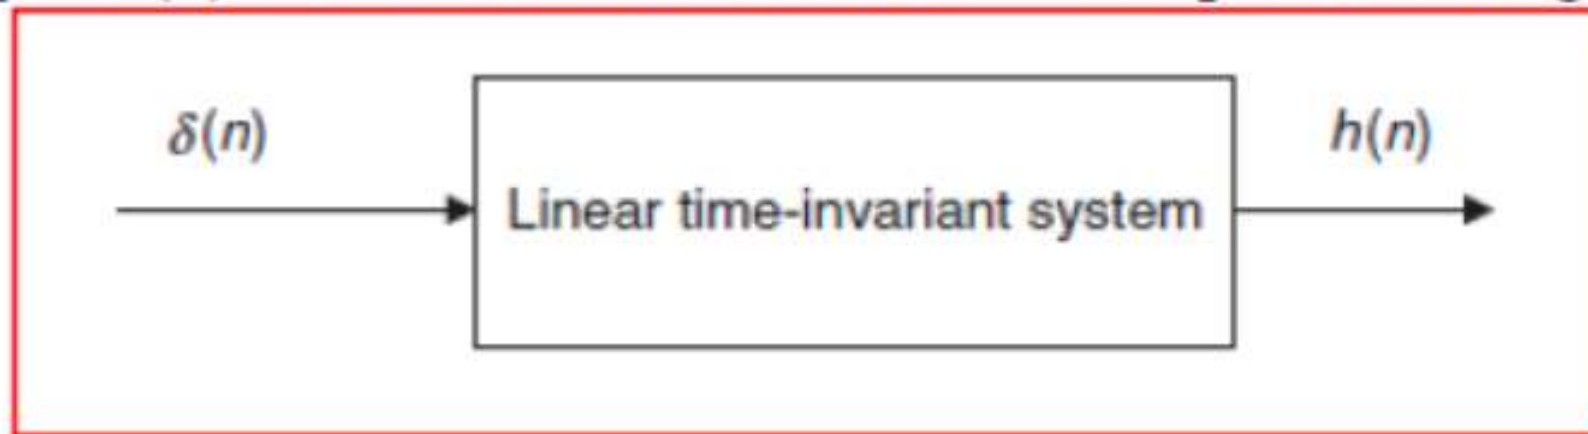 δ(n)
h(n)
Linear time-invariant system